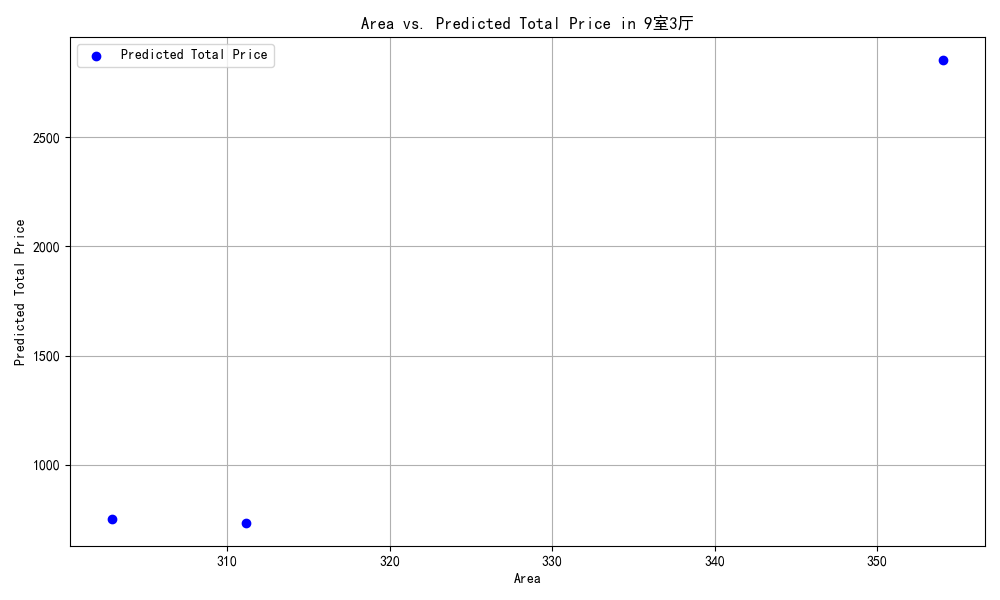 Area vs. Predicted Total Price in 9室3厅
Predicted Total Price
Predicted Total Price
2500
2000
1500
1000
310 320 330 340 350
Area